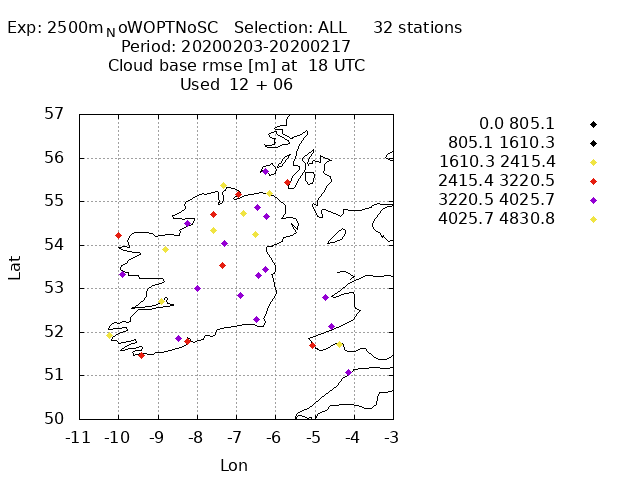 Exp: 2500mNoWOPTNoSC Selection: ALL 32 stations
Period: 20200203-20200217
Cloud base rmse [m] at 18 UTC
Used 12 + 06
0.0 805.1
805.1 1610.3
1610.3 2415.4
2415.4 3220.5
3220.5 4025.7
4025.7 4830.8
57
56
55
54
53
52
51
50
Lat
-11 -10 -9 -8 -7 -6 -5 -4 -3
Lon